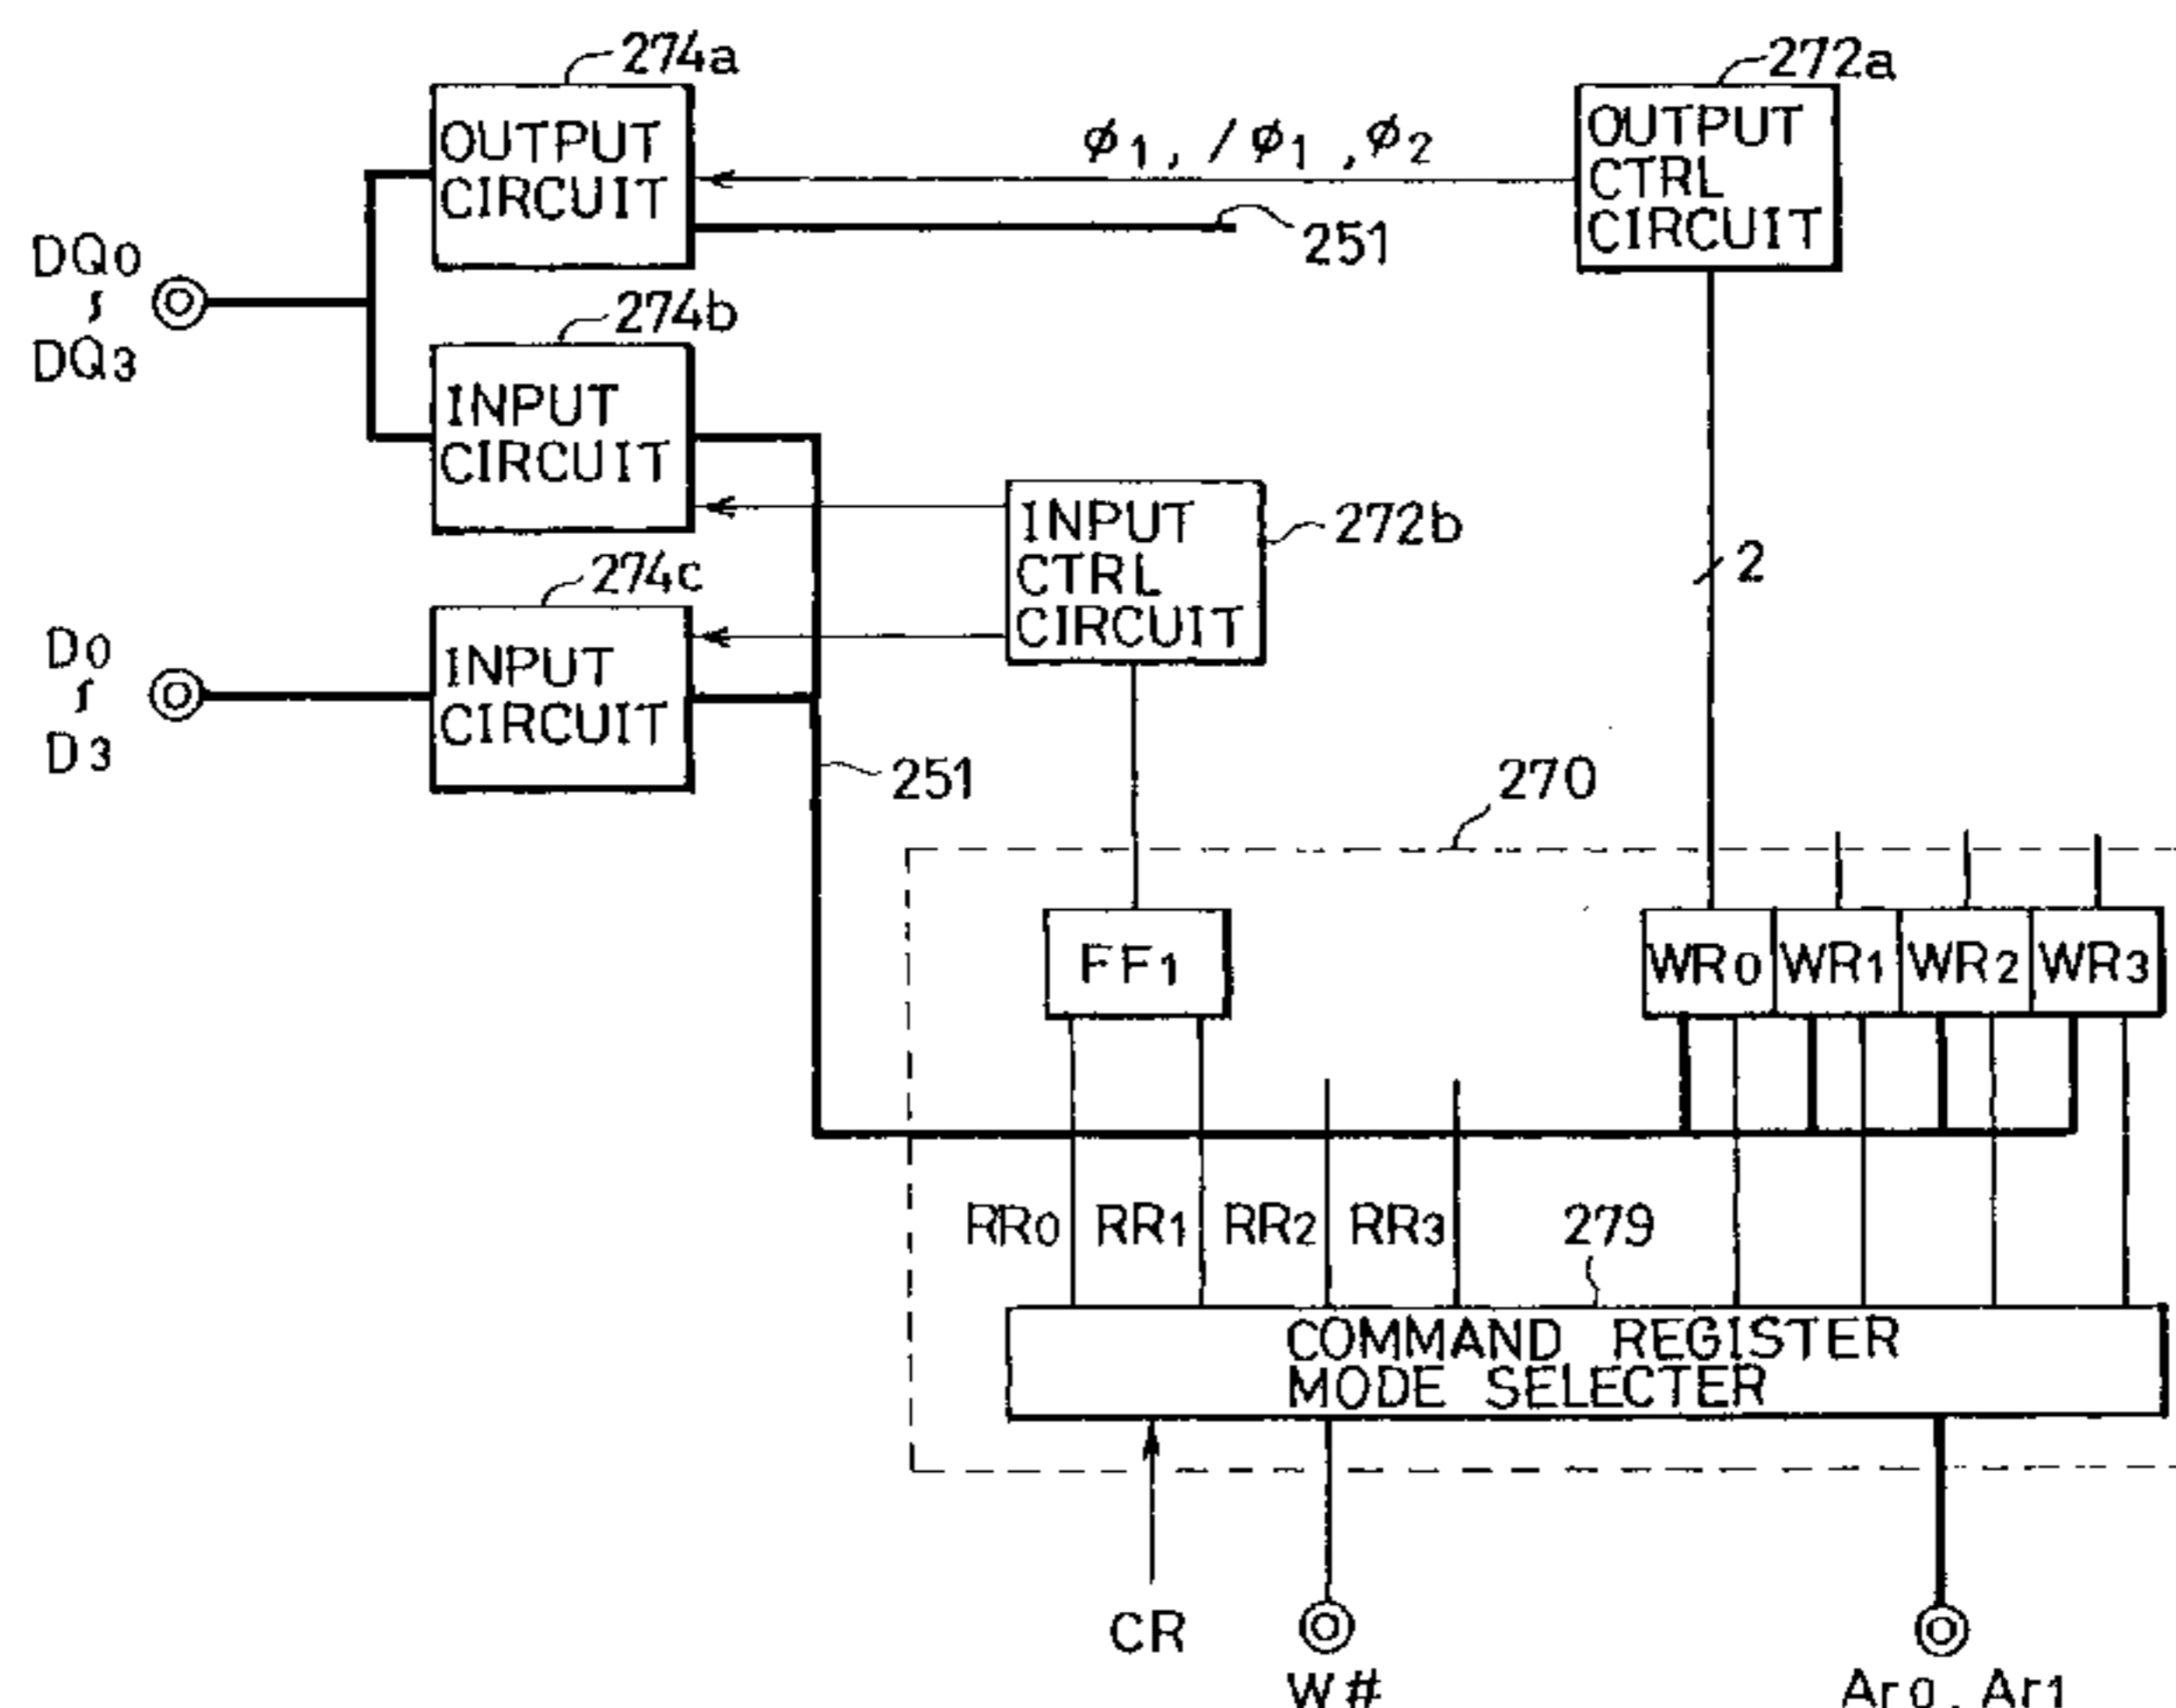 274a
272a
OUTPUT
CIRCUIT
ϕ1, /ϕ1, ϕ2
OUTPUT
CTRL
CIRCUIT
251
DQ0
∫
DQ3
274b
INPUT
CIRCUIT
INPUT
CTRL
CIRCUIT
272b
2
274c
D0
∫
D3
INPUT
CIRCUIT
251
270
FF1
WR0 WR1 WR2 WR3
RR0 RR1 RR2 RR3
279
COMMAND REGISTER
MODE SELECTER
CR
W#
Ar0, Ar1